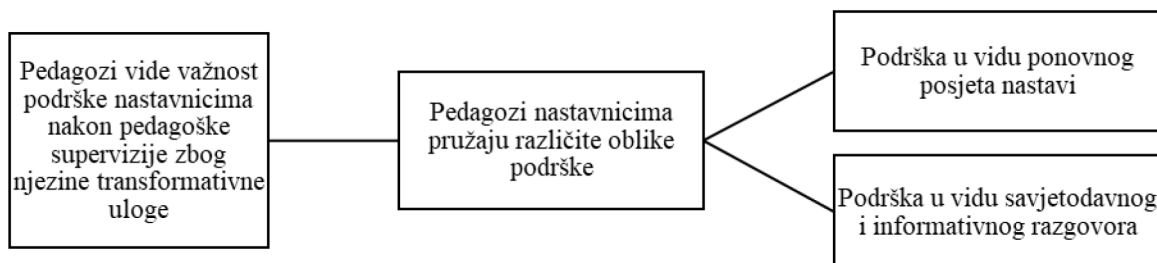 Pedagozi vide važnost
podrške nastavnicima
nakon pedagoške
supervizije zbog
njezine transformativne
uloge
Pedagozi nastavnicima
pružaju različite oblike
podrške
Podrška u vidu ponovnog
posjeta nastavi
Podrška u vidu savjetodavnog
i informativnog razgovora